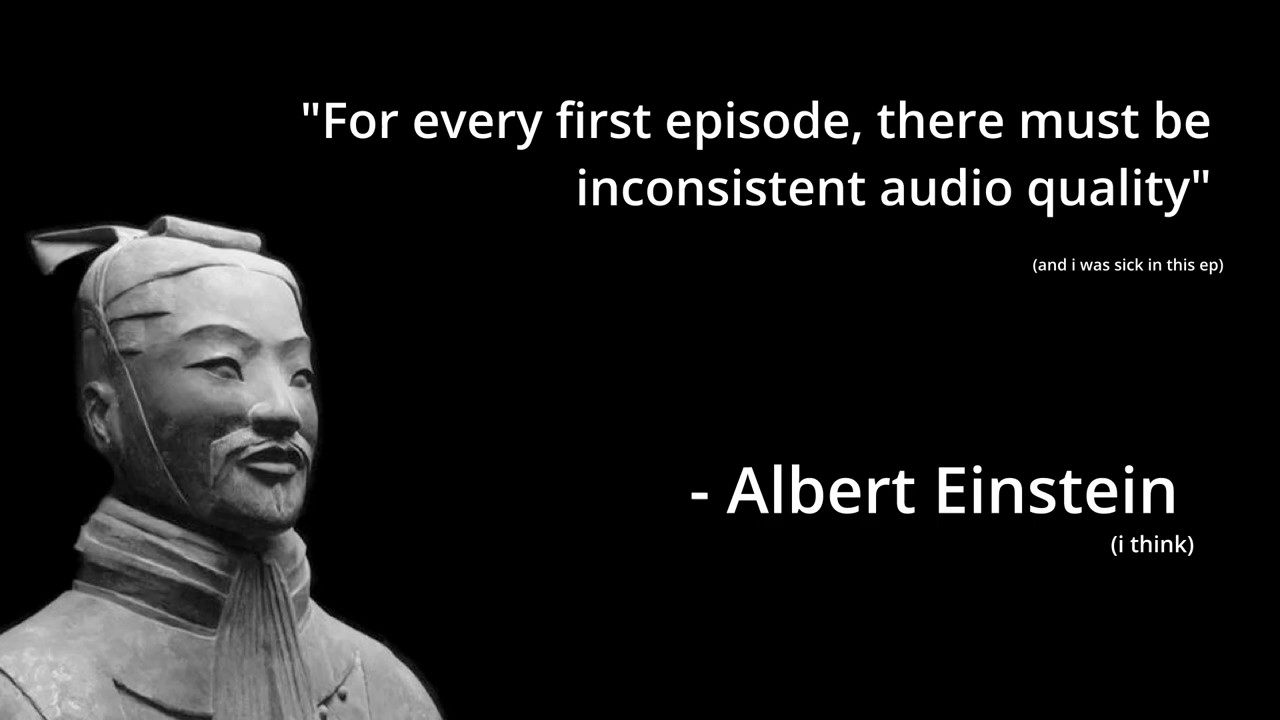 "For every first episode, there must be
inconsistent audio quality"
(and i was sick in this ep)
- Albert Einstein
(i think)